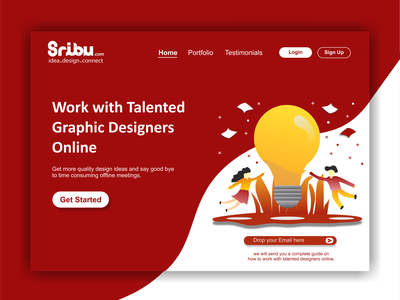 Sribu.com
idea.design.connect
Home Portfolio Testimonials Login Sign Up
Work with Talented
Graphic Designers
Online
Get more quality design ideas and say good bye
to time consuming offline meetings.
Get Started
Drop your Email here
we will send you a complete guide on
how to work with talented designers online.